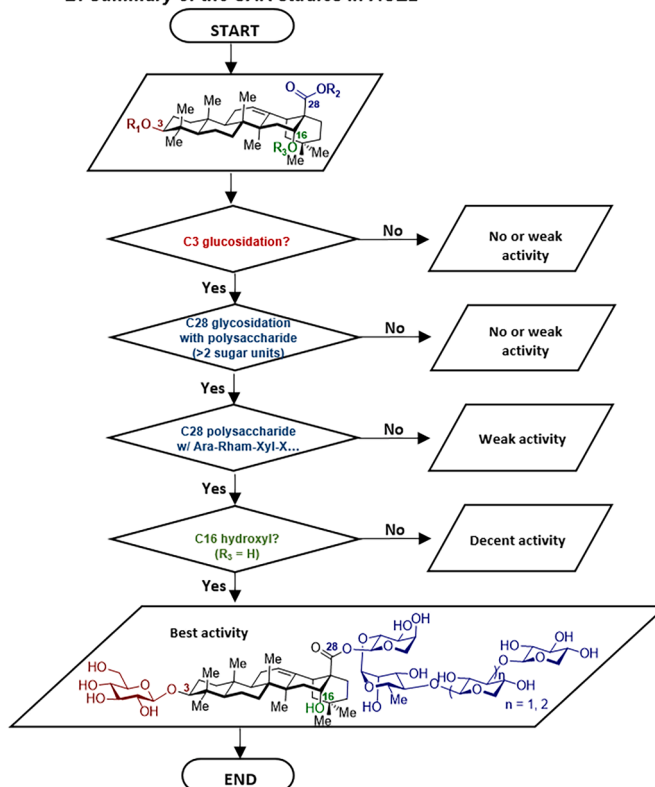 START
O
OR₂
28
Me
Me
Me
R₁O
3
Me
Me
16
R₃O
Me
Me
C3 glucosidation?
No
No or weak
activity
Yes
C28 glycosidation
with polysaccharide
(>2 sugar units)
No
No or weak
activity
Yes
C28 polysaccharide
w/ Ara-Rham-Xyl-X...
No
Weak activity
Yes
C16 hydroxyl?
(R₃ = H)
No
Decent activity
Yes
Best activity
HO
HO
HO
OH
O
O
3
Me
Me
Me
Me
Me
O
28
O
16
HO
Me
Me
O
HO
OH
O
O
OH
HO
Me
O
HO
O
n
OH
O
HO
OH
OH
O
n = 1, 2
END